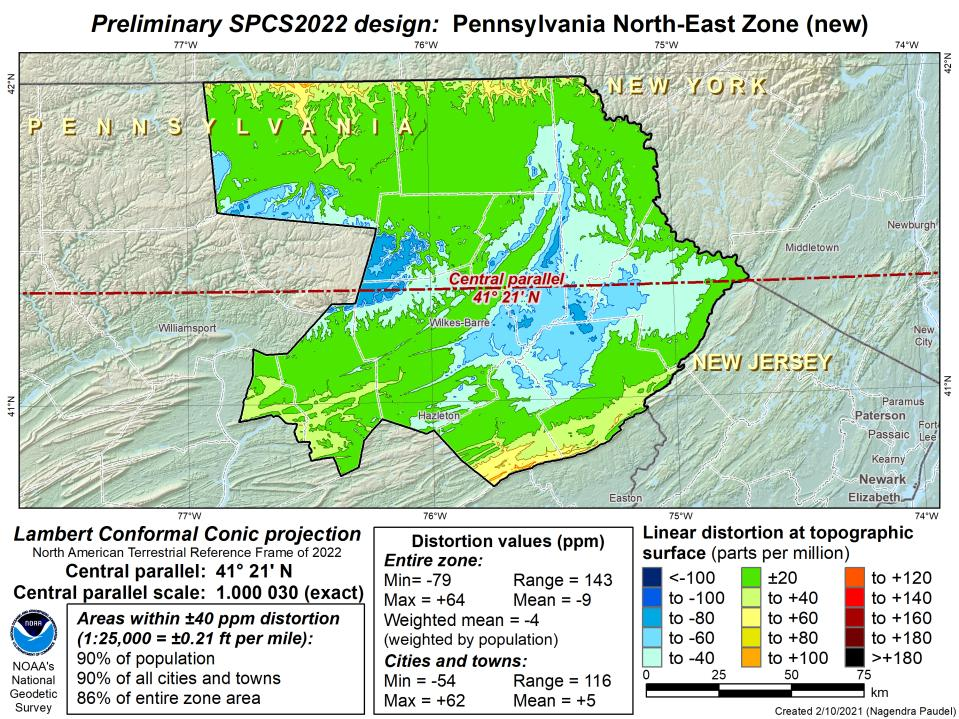 Preliminary SPCS2022 design: Pennsylvania North-East Zone (new)
77°W 76°W 75°W 74°W
42°N 42°N
NEW YORK
PENNSYLVANIA
Newburgh
Middletown
Central parallel
41° 21' N
Williamsport
Wilkes-Barre
New
City
NEW JERSEY
41°N 41°N
Hazleton
Paramus
Paterson
Fort
Lee
Passaic
Kearny
Newark
Easton
Elizabeth
77°W 76°W 75°W 74°W
Lambert Conformal Conic projection
North American Terrestrial Reference Frame of 2022
Central parallel: 41° 21' N
Central parallel scale: 1.000 030 (exact)
NOAA
NOAA's
National
Geodetic
Survey
Areas within ±40 ppm distortion
(1:25,000 = ±0.21 ft per mile):
90% of population
90% of all cities and towns
86% of entire zone area
Distortion values (ppm)
Entire zone:
Min= -79 Range = 143
Max = +64 Mean = -9
Weighted mean = -4
(weighted by population)
Cities and towns:
Min = -54 Range = 116
Max = +62 Mean = +5
Linear distortion at topographic
surface (parts per million)
<-100 ±20 to +120
to -100 to +40 to +140
to -80 to +60 to +160
to -60 to +80 to +180
to -40 to +100 >+180
0 25 50 75
km
Created 2/10/2021 (Nagendra Paudel)